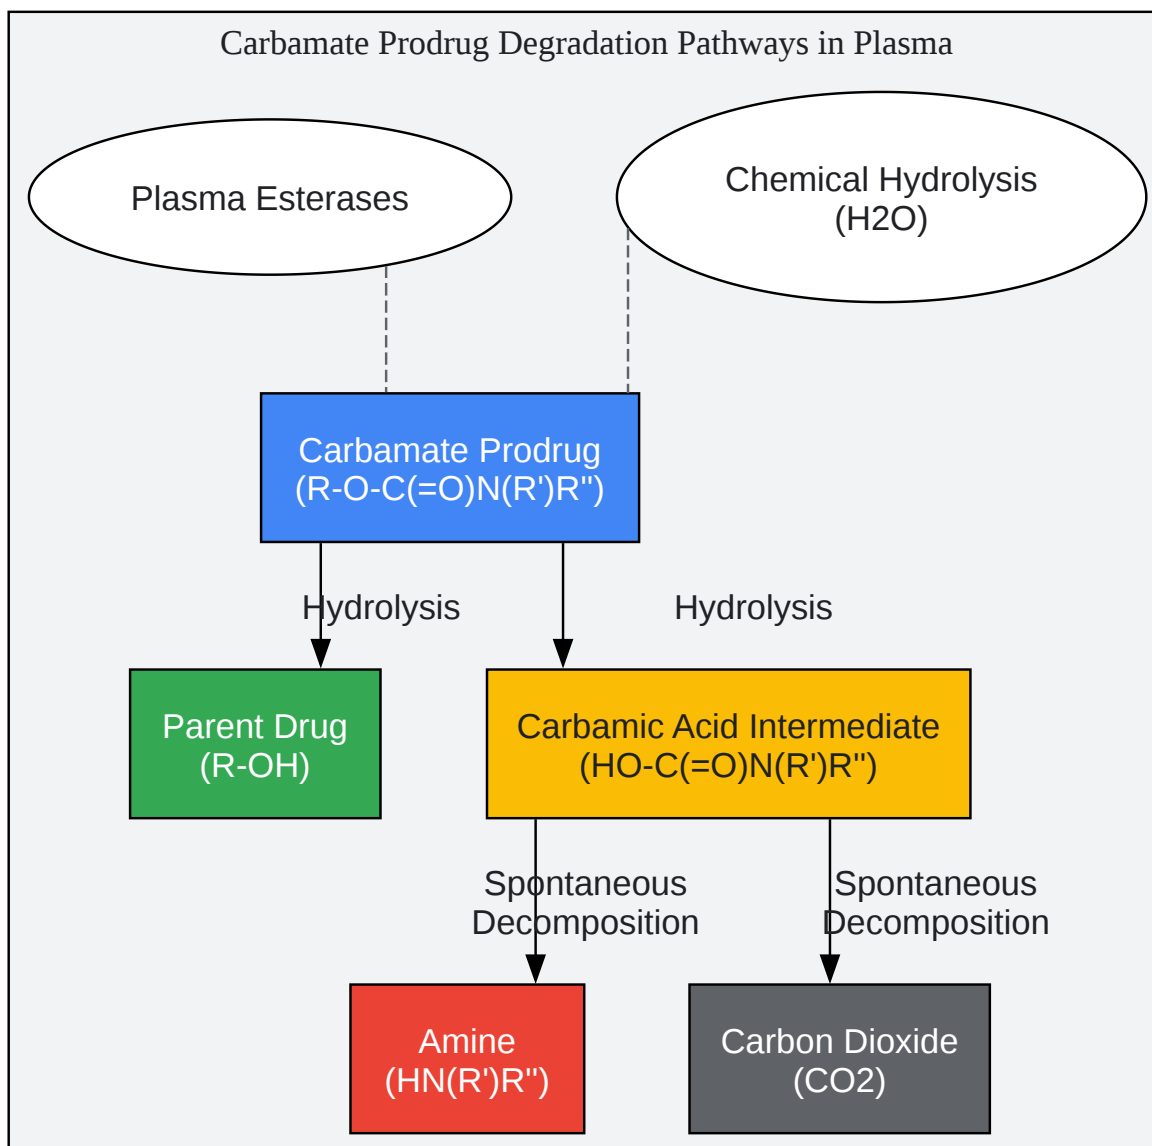 Carbamate Prodrug Degradation Pathways in Plasma
Plasma Esterases
Chemical Hydrolysis
(H2O)
Carbamate Prodrug
(R-O-C(=O)N(R')R'')
Hydrolysis
Hydrolysis
Parent Drug
(R-OH)
Carbamic Acid Intermediate
(HO-C(=O)N(R')R'')
Spontaneous
Decomposition
Spontaneous
Decomposition
Amine
(HN(R')R'')
Carbon Dioxide
(CO2)